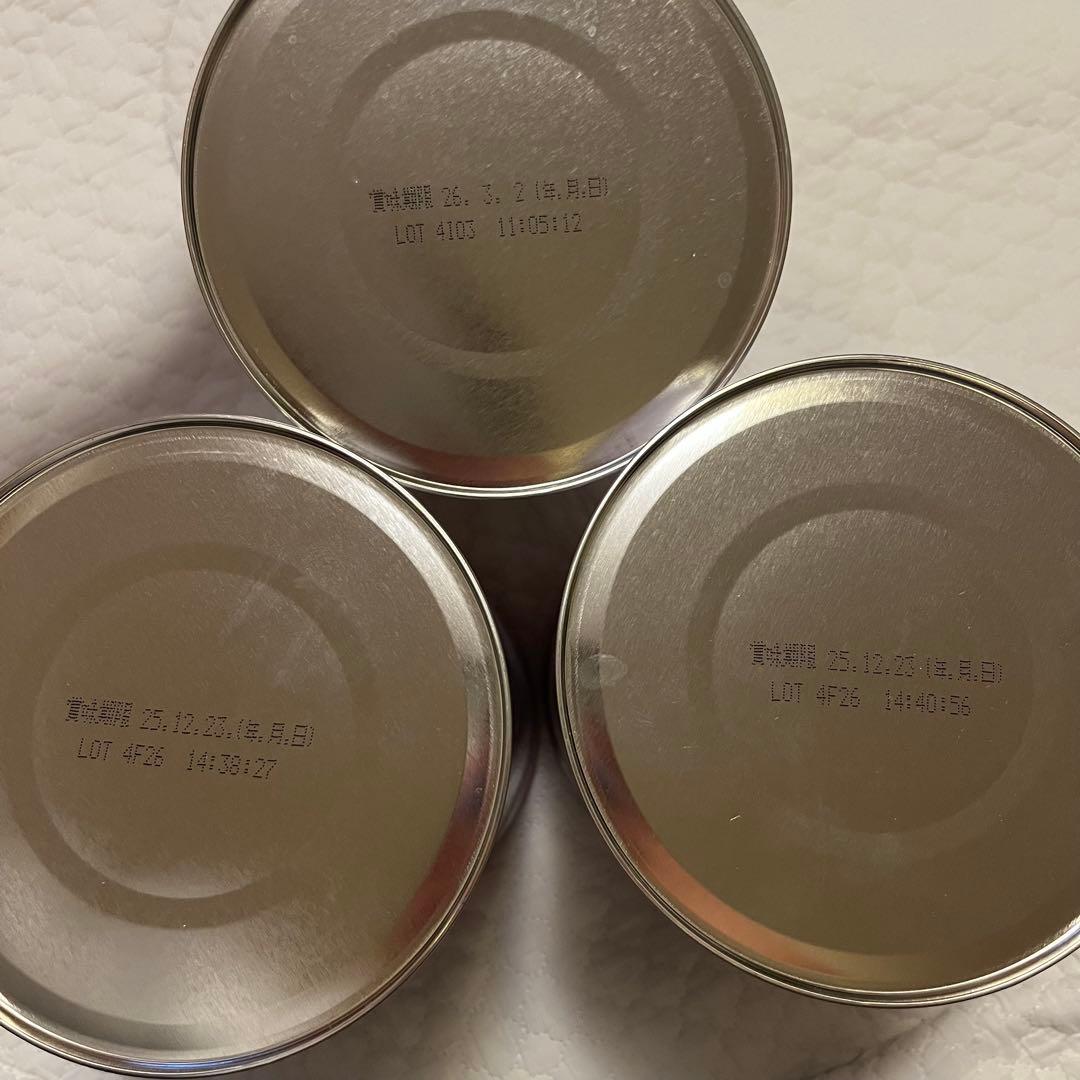 賞味期限 26. 3. 2 (年.月.日)
LOT 4I03 11:05:12
賞味期限 25.12.23.(年.月.日)
LOT 4F26 14:38:27
賞味期限 25.12.23 (年.月.日)
LOT 4F26 14:40:56